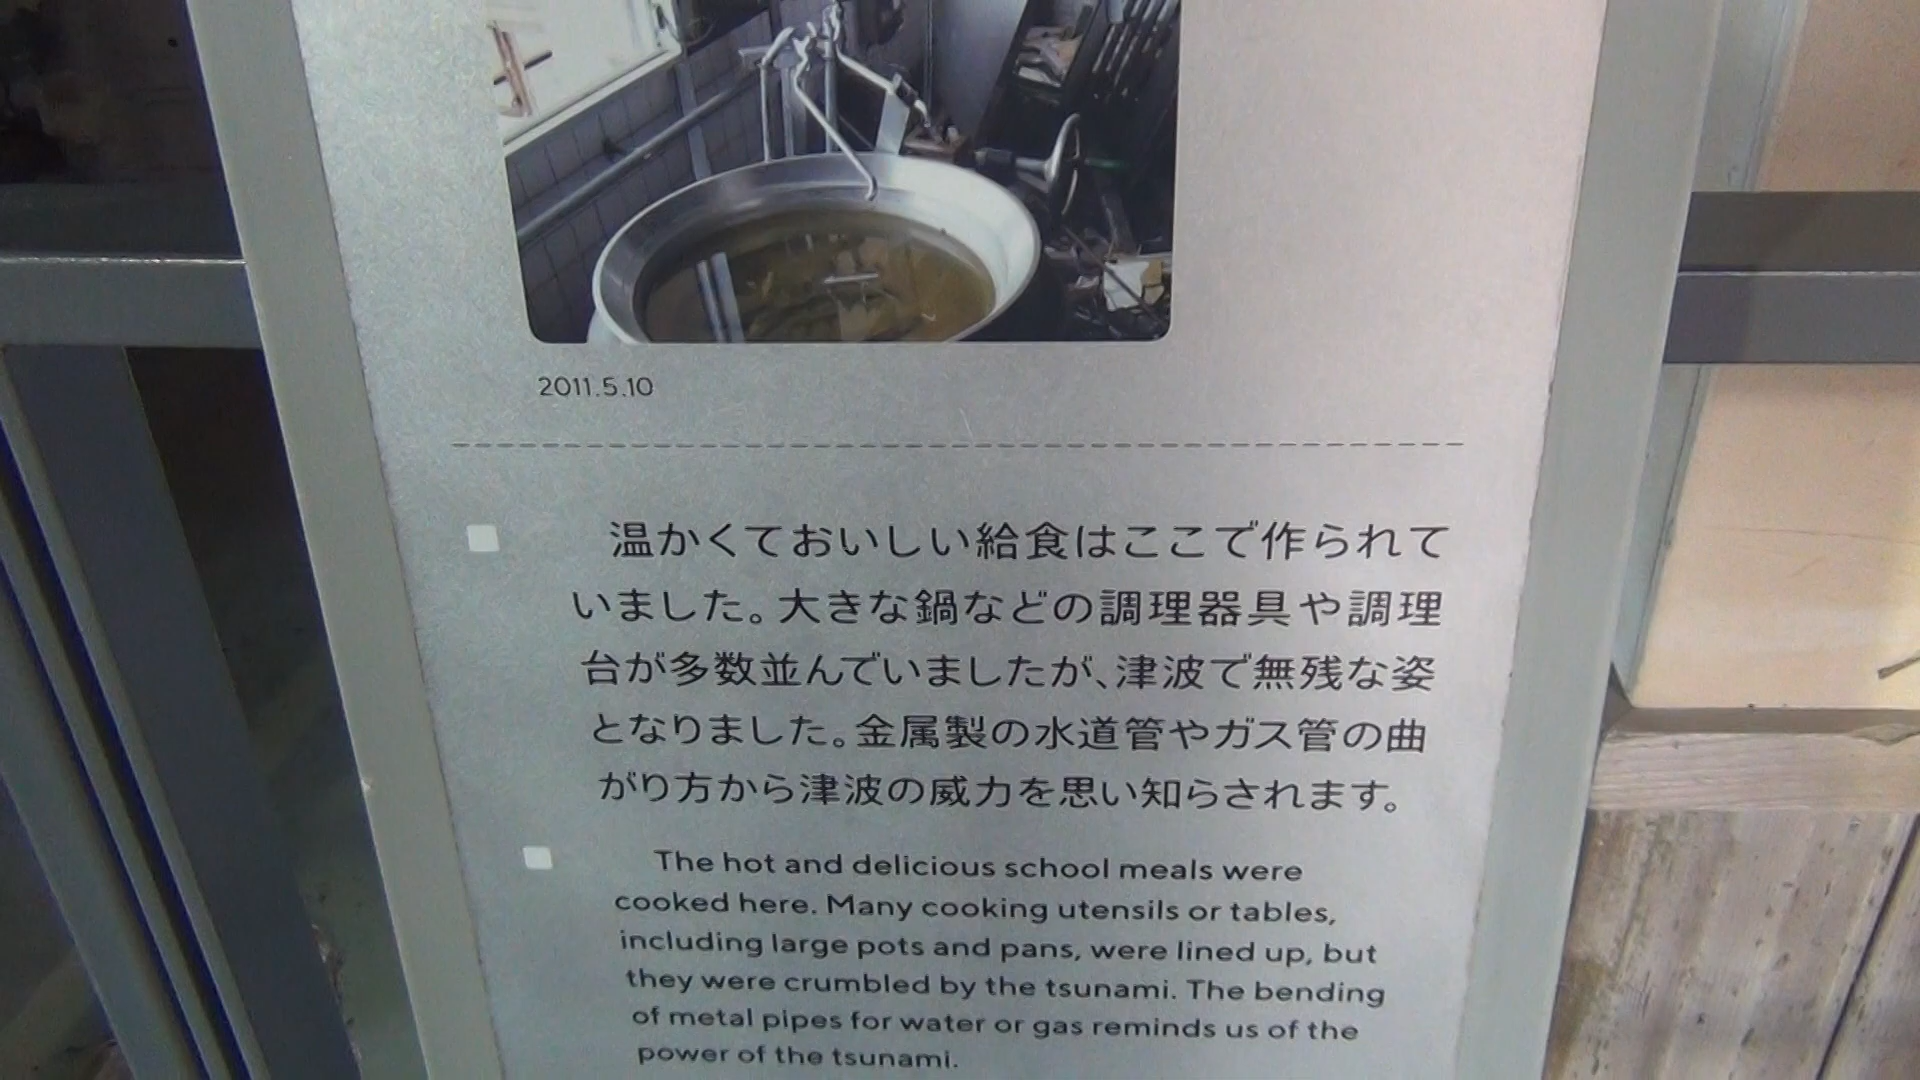 2011.5.10
温かくておいしい給食はここで作られて
いました。大きな鍋などの調理器具や調理
台が多数並んでいましたが、津波で無残な姿
となりました。金属製の水道管やガス管の曲
がり方から津波の威力を思い知らされます。
The hot and delicious school meals were
cooked here. Many cooking utensils or tables,
including large pots and pans, were lined up, but
they were crumbled by the tsunami. The bending
of metal pipes for water or gas reminds us of the
power of the tsunami.